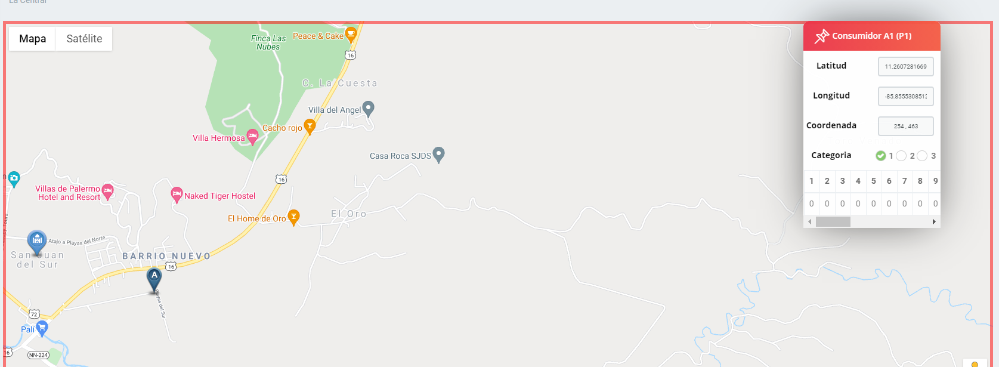 La Central
Mapa
Satélite
Finca Las
Nubes
Peace & Cake
16
C. La Cuesta
Villa del Angel
Cacho rojo
Villa Hermosa
Casa Roca SJDS
16
Villas de Palermo
Hotel and Resort
Naked Tiger Hostel
El Home de Oro
El Oro
Atajo a Playas del Norte
San Juan
del Sur
BARRIO NUEVO
16
A
Playas del Sur
72
Palí
16
NN-224
Consumidor A1 (P1)
Latitud
11.2607281669
Longitud
-85.855530851
Coordenada
254 , 463
Categoria
1 2 3
1 2 3 4 5 6 7 8 9
0 0 0 0 0 0 0 0 0